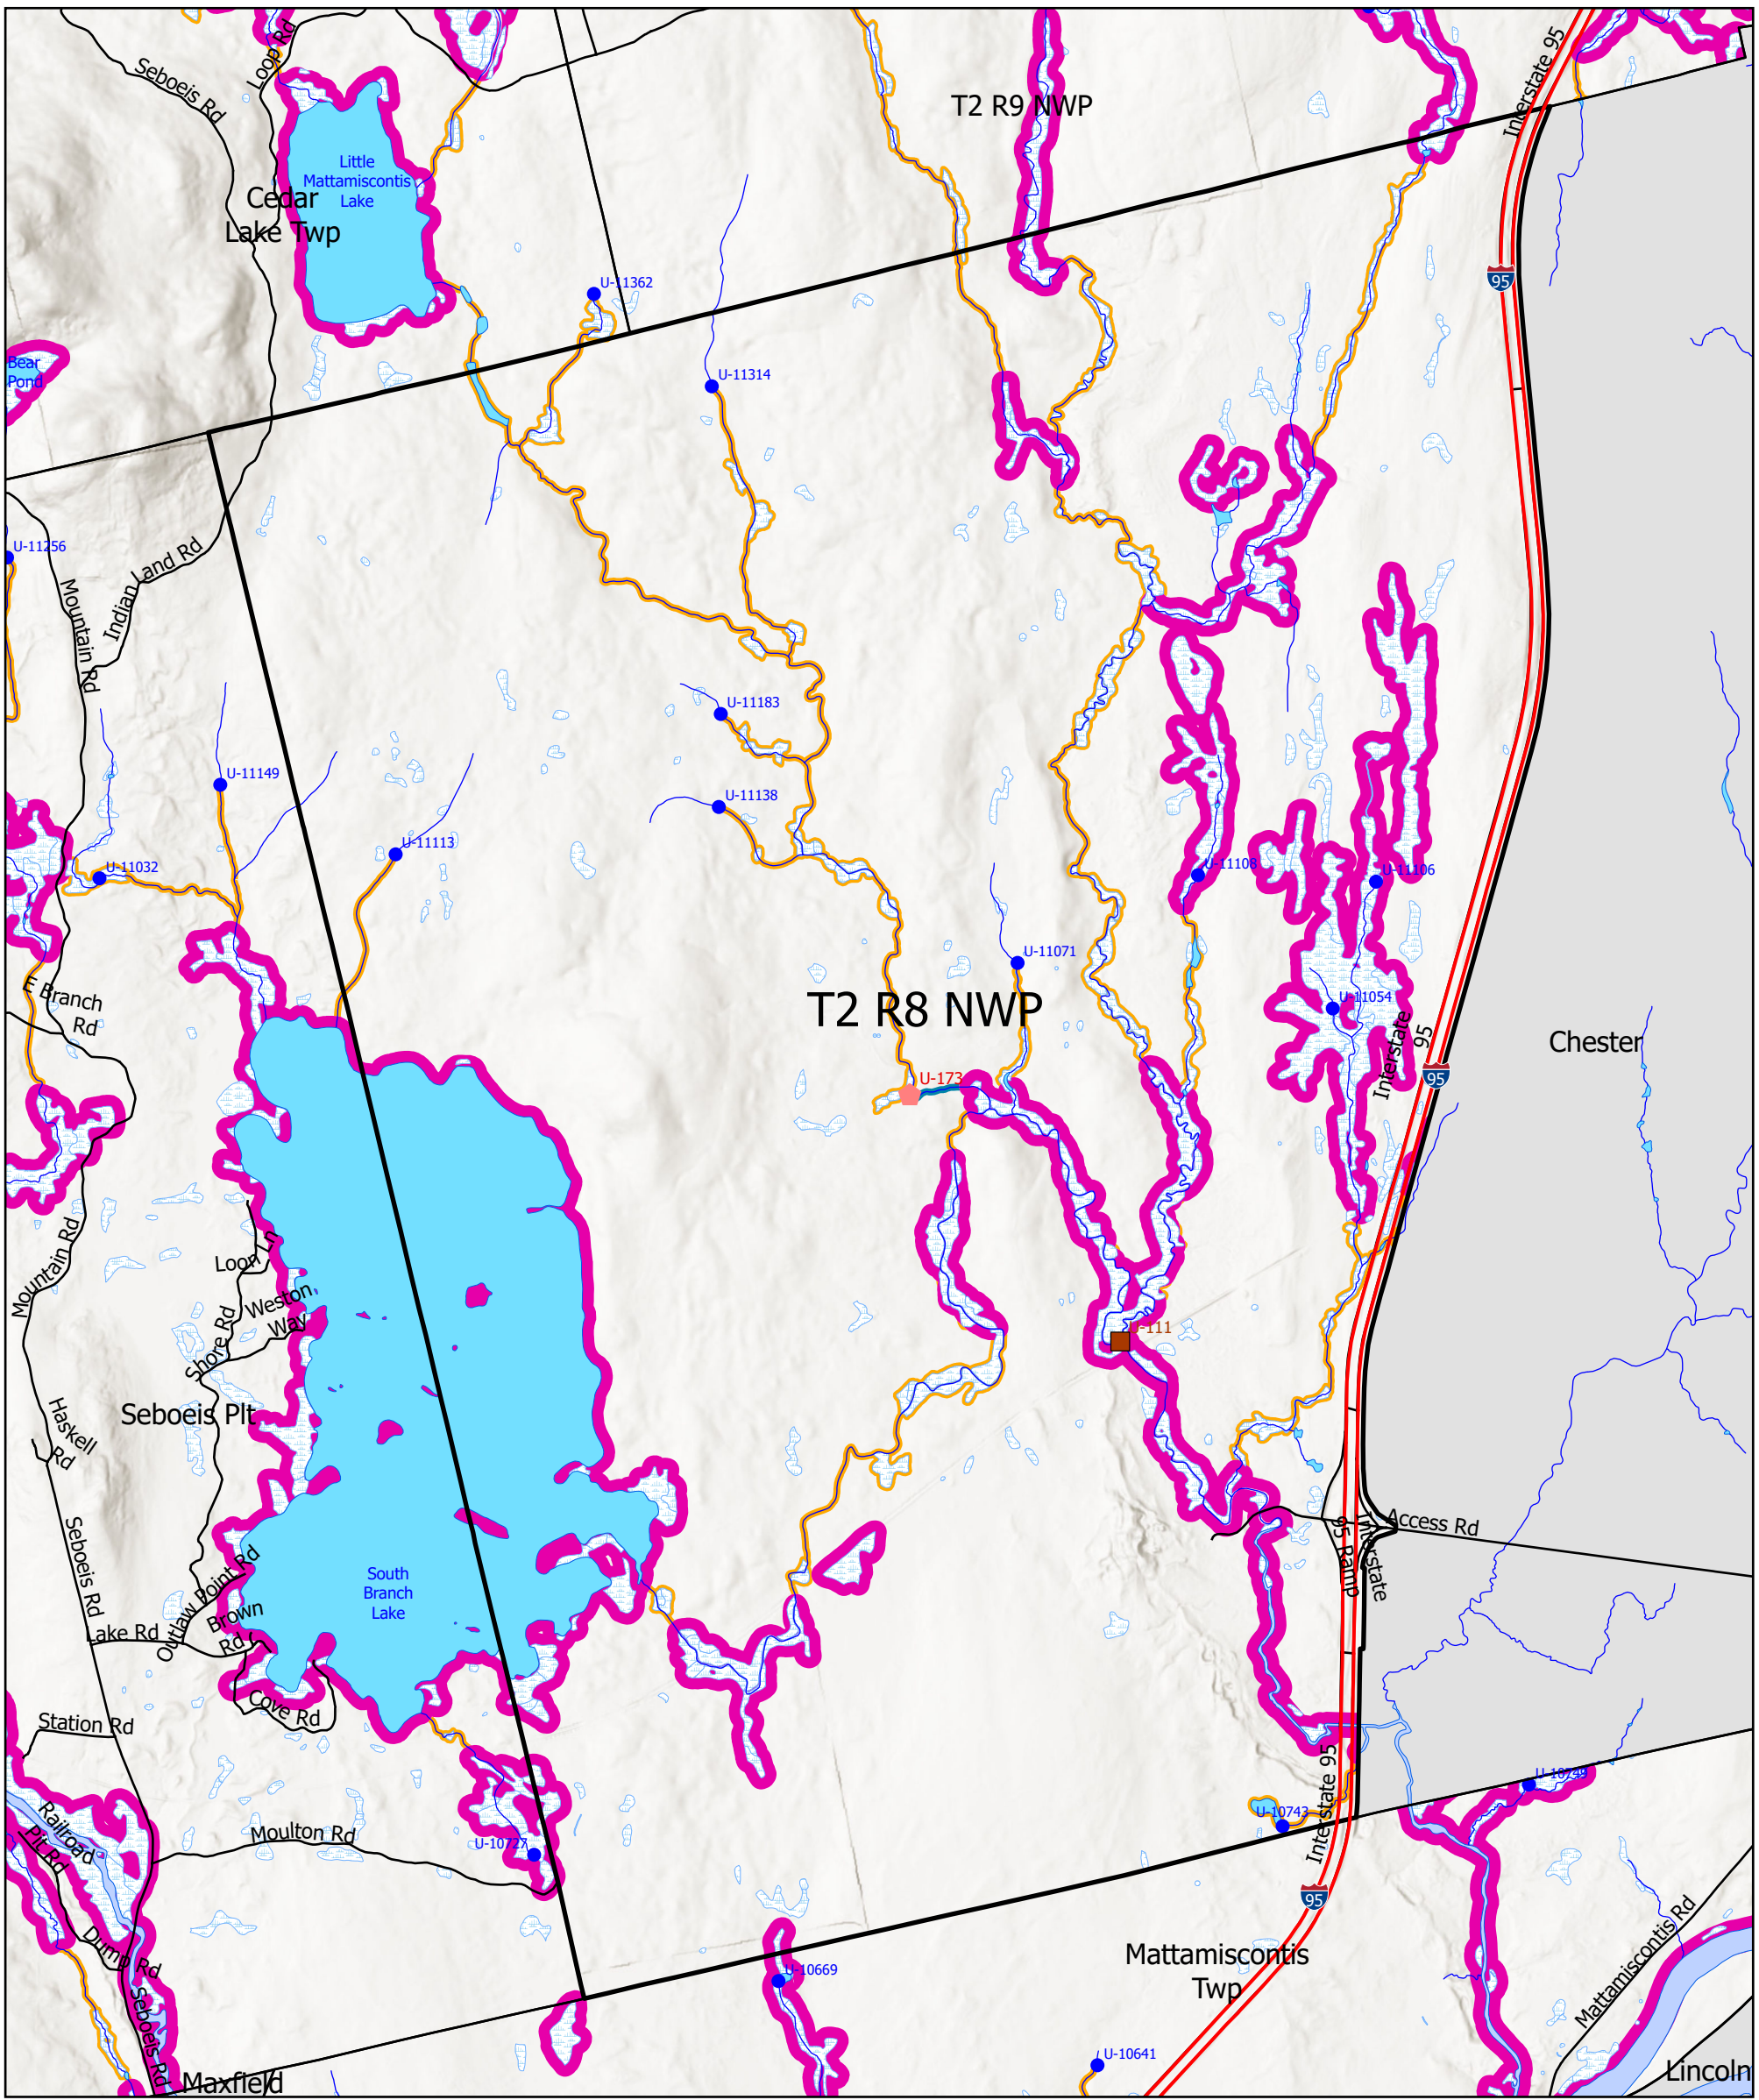 Seboeis Rd
Loop Rd
Interstate 95
T2 R9 NWP
Little
Mattamiscontis
Lake
Cedar
Lake Twp
95
U-11362
Bear
Pond
U-11314
U-11256
Mountain Rd
Indian Land Rd
U-11183
U-11149
U-11138
U-11113
U-11032
U-11108
U-11106
U-11071
E Branch
Rd
T2 R8 NWP
U-11054
Interstate
95
Chester
95
U-173
Mountain Rd
Loon Ln
Weston
Way
Shore Rd
U-111
Haskell
Rd
Seboeis Plt
Seboeis Rd
Access Rd
95 Ramp
Interstate
South
Branch
Lake
Outlaw Point Rd
Brown
Rd
Lake Rd
Cove Rd
Station Rd
Interstate 95
U-10749
U-10743
Railroad
Pit Rd
Moulton Rd
U-10727
95
Dump Rd
Seboeis Rd
U-10669
Mattamiscontis
Twp
Mattamiscontis Rd
U-10641
Maxfield
Lincoln